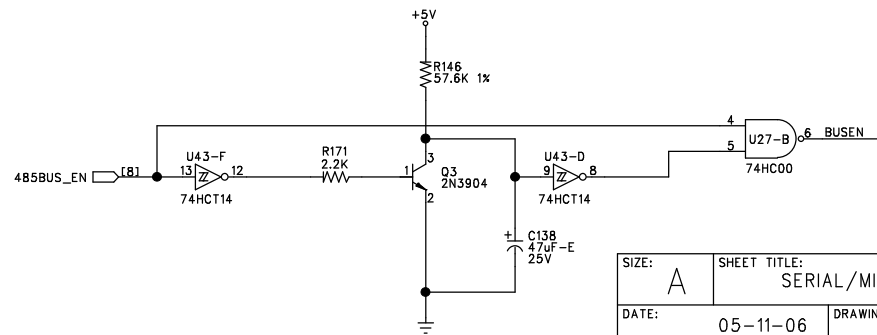 +5V
R146
57.6K 1%
4
U27-B
6
BUSEN
5
74HC00
485BUS_EN
[8]
U43-F
13
12
74HCT14
R171
2.2K
1
3
Q3
2N3904
2
U43-D
9
8
74HCT14
+
C138
47uF-E
25V
SIZE:
A
SHEET TITLE:
SERIAL/MI
DATE:
05-11-06
DRAWIN